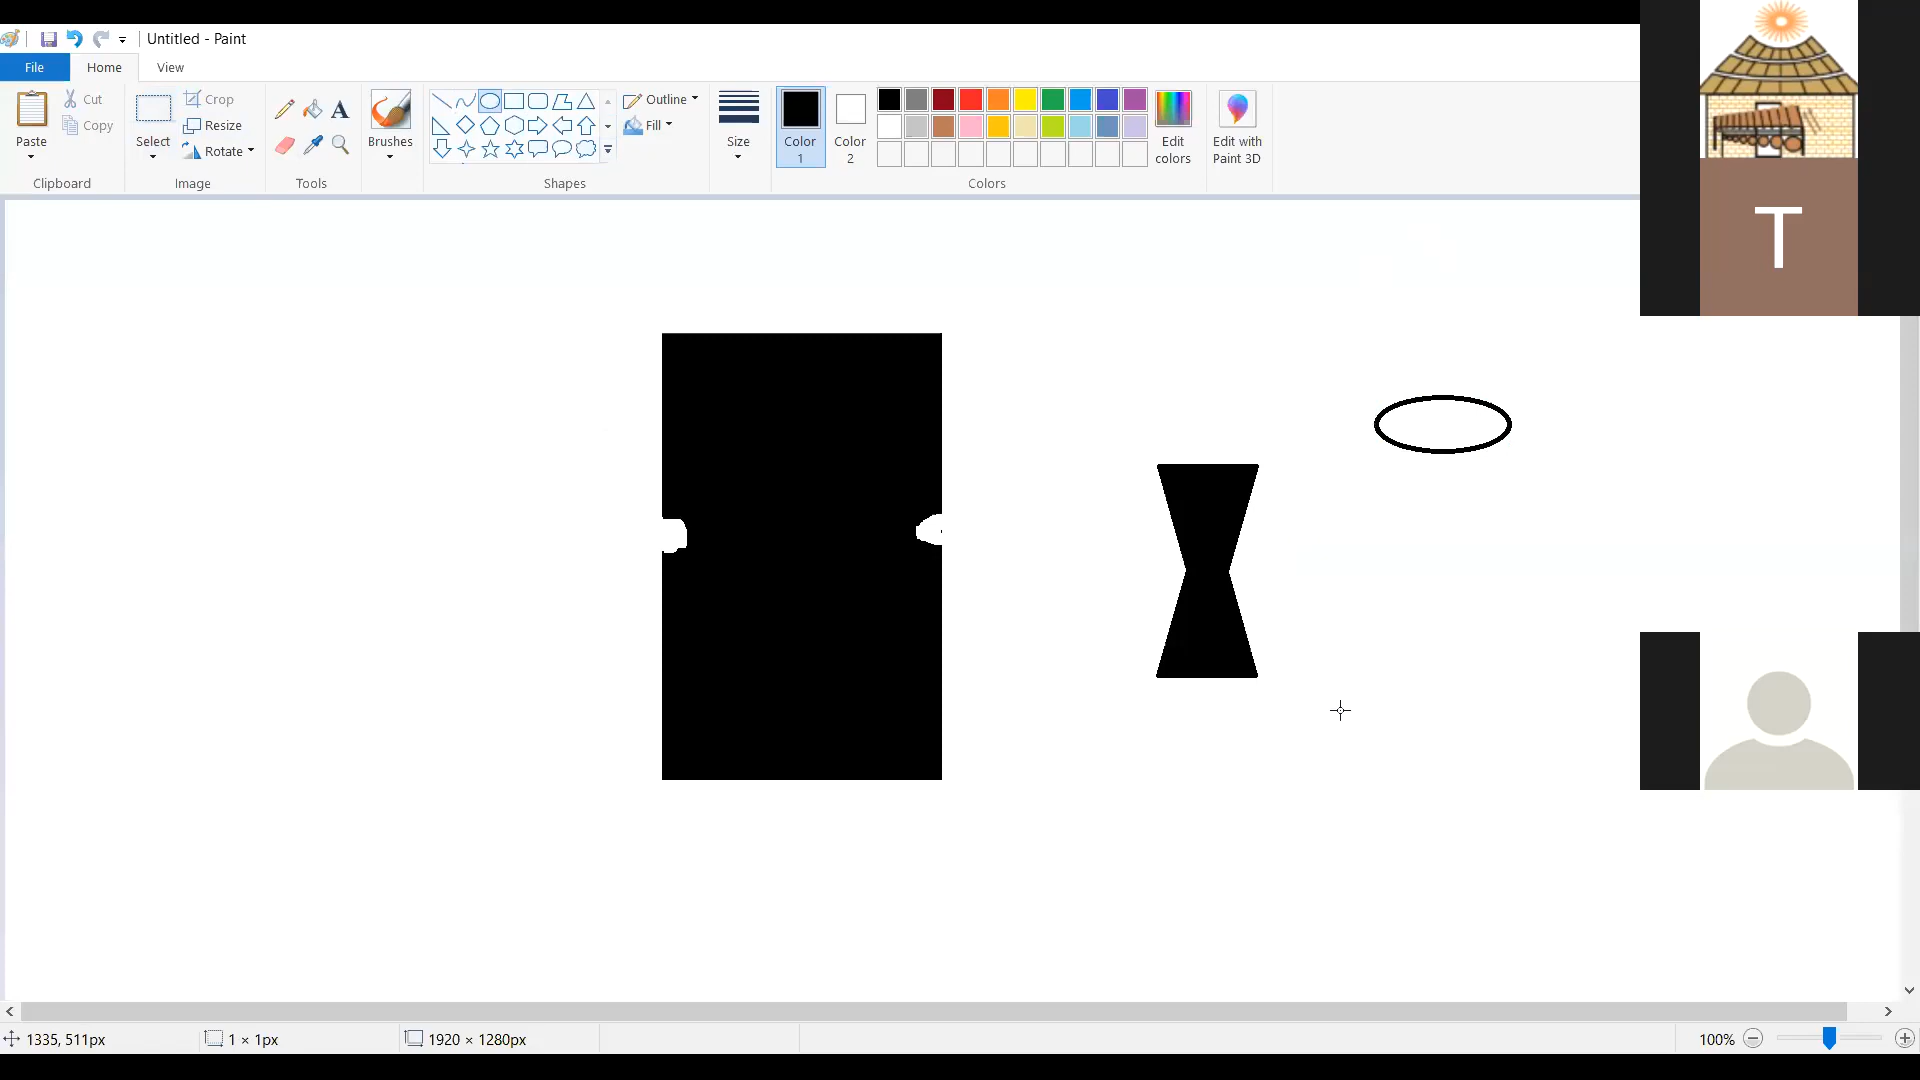 Untitled - Paint
File
Home
View
Paste
Cut
Copy
Clipboard
Select
Crop
Resize
Rotate
Image
A
Tools
Brushes
Outline
Fill
Shapes
Size
Color
1
Color
2
Edit
colors
Colors
Edit with
Paint 3D
T
1335, 511px
1 × 1px
1920 × 1280px
100%